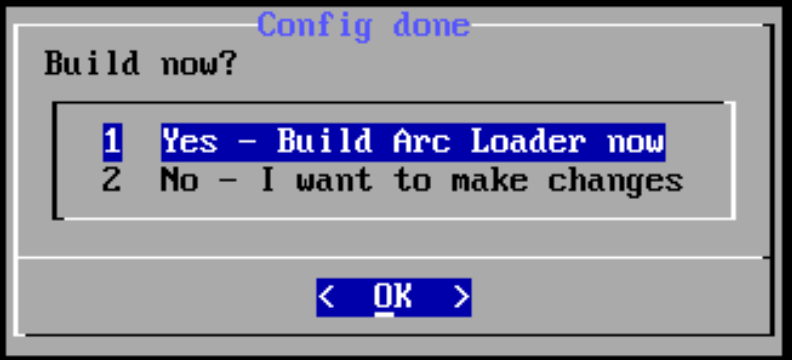 Config done
Build now?
1 Yes - Build Arc Loader now
2 No - I want to make changes
< OK >